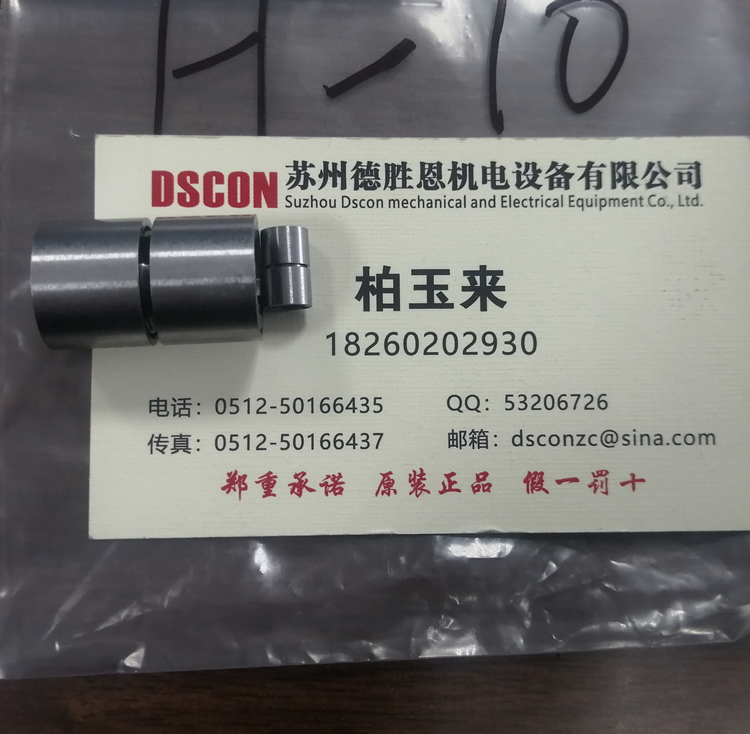 H-10
DSCON 苏州德胜恩机电设备有限公司
Suzhou Dscon mechanical and Electrical Equipment Co., Ltd.
柏玉来
18260202930
电话：0512-50166435 QQ：53206726
传真：0512-50166437 邮箱：dsconzc@sina.com
郑重承诺 原装正品 假一罚十